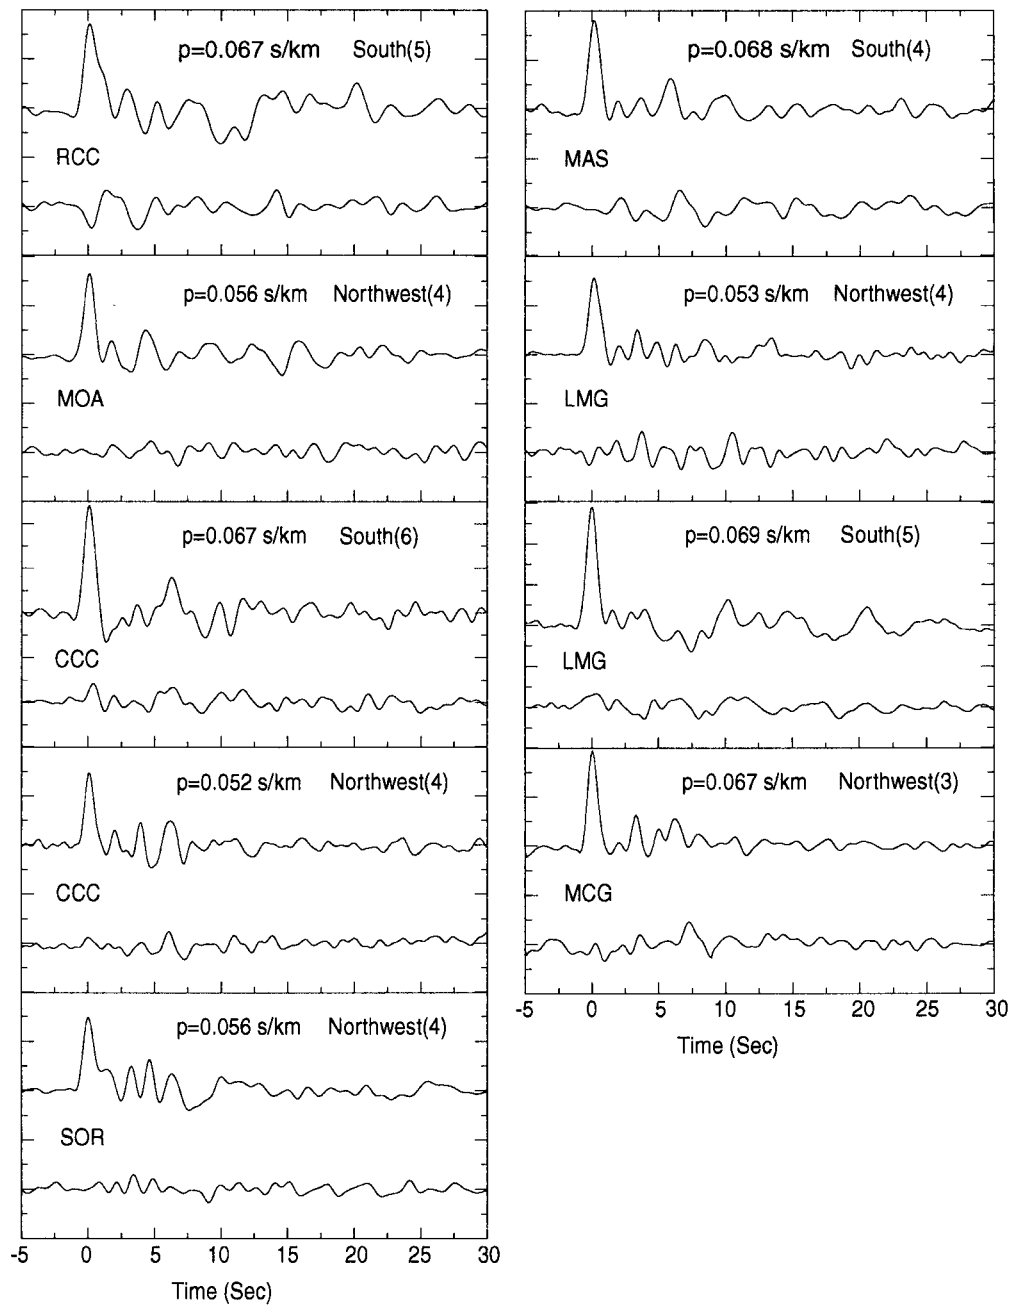 p=0.067 s/km South(5)
RCC
p=0.056 s/km Northwest(4)
MOA
p=0.067 s/km South(6)
CCC
p=0.052 s/km Northwest(4)
CCC
p=0.056 s/km Northwest(4)
SOR
-5 0 5 10 15 20 25 30
Time (Sec)
p=0.068 s/km South(4)
MAS
p=0.053 s/km Northwest(4)
LMG
p=0.069 s/km South(5)
LMG
p=0.067 s/km Northwest(3)
MCG
-5 0 5 10 15 20 25 30
Time (Sec)